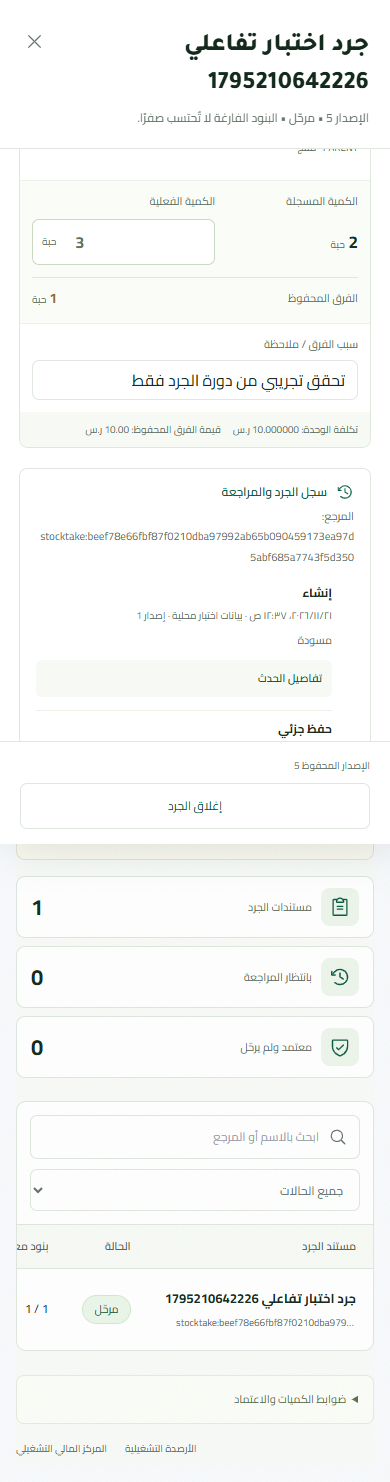 جرد اختبار تفاعلي
1795210642226
الإصدار 5 • مرحّل • البنود الفارغة لا تُحتسب صفرًا.
الكمية المسجلة
الكمية الفعلية
2 حبة
3 حبة
الفرق المحفوظ
1 حبة
سبب الفرق / ملاحظة
تحقق تجريبي من دورة الجرد فقط
تكلفة الوحدة: 10.000000 ر.س
قيمة الفرق المحفوظ: 10.00 ر.س
سجل الجرد والمراجعة
المرجع:
stocktake:beef78e66fbf87f0210dba97992ab65b090459173ea97d
5abf685a7743f5d350
إنشاء
٢٠٢٦/١١/٢١، ١٢:٣٧ ص · بيانات اختبار محلية · إصدار 1
مسودة
تفاصيل الحدث
حفظ جزئي
الإصدار المحفوظ 5
إغلاق الجرد
مستندات الجرد
1
بانتظار المراجعة
0
معتمد ولم يرحّل
0
ابحث بالاسم أو المرجع
جميع الحالات
مستند الجرد
الحالة
بنود مع
جرد اختبار تفاعلي 1795210642226
stocktake:beef78e66fbf87f0210dba979...
مرحّل
1 / 1
ضوابط الكميات والاعتماد
الأرصدة التشغيلية
المركز المالي التشغيلي